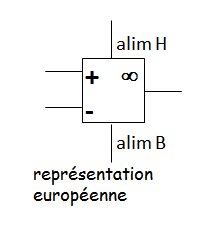 alim H
+ ∞
-
alim B
représentation
européenne